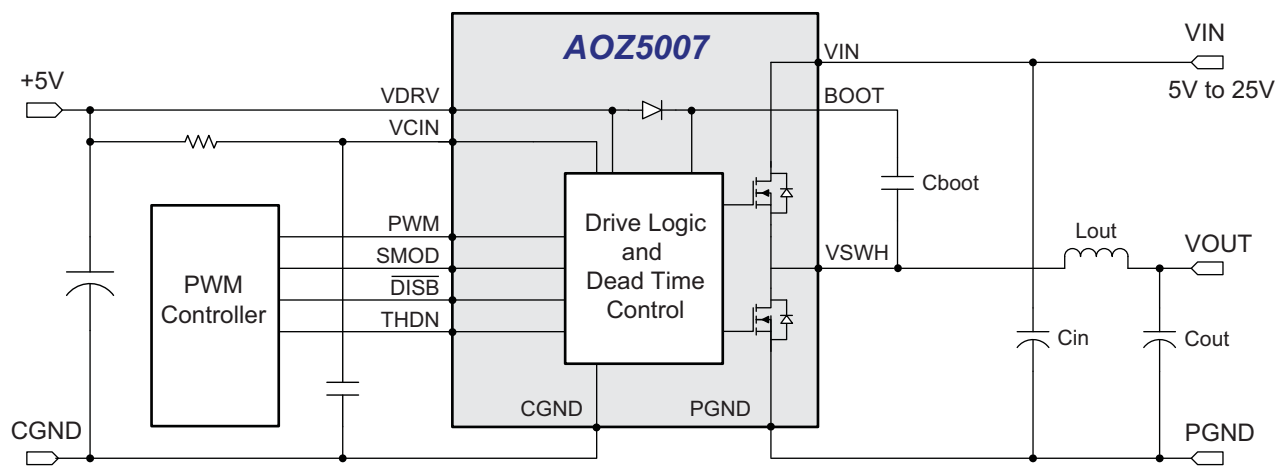 AOZ5007
VIN
VIN
5V to 25V
+5V
VDRV
BOOT
VCIN
Cboot
PWM
Controller
PWM
SMOD
DISB
THDN
Drive Logic
and
Dead Time
Control
VSWH
Lout
VOUT
Cin
Cout
CGND
PGND
CGND
PGND